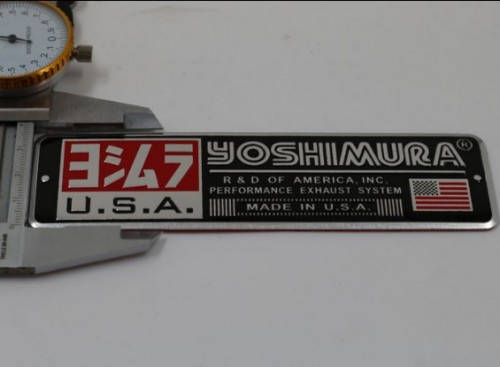 ヨシムラ
U.S.A.
YOSHIMURA®
R & D OF AMERICA, INC.
PERFORMANCE EXHAUST SYSTEM
MADE IN U.S.A.